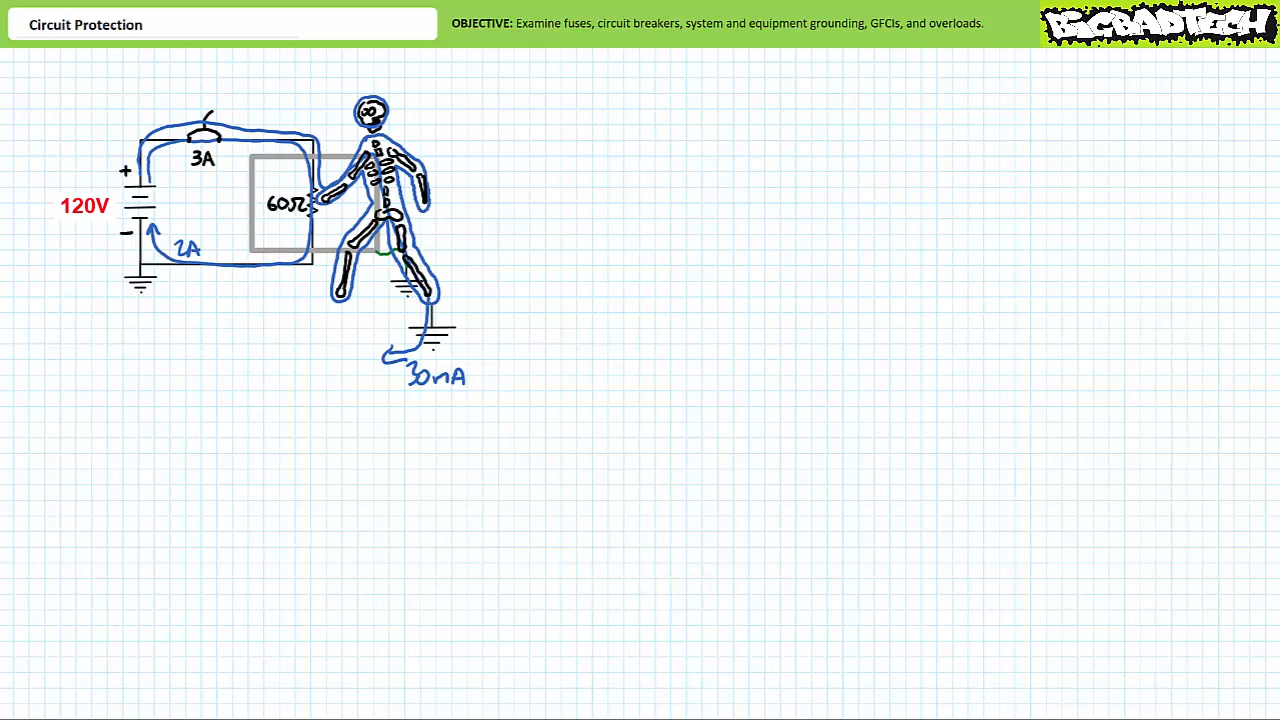 Circuit Protection
OBJECTIVE: Examine fuses, circuit breakers, system and equipment grounding, GFCIs, and overloads.
BIGBADTECH
3A
+
120V
60Ω
-
2A
30mA